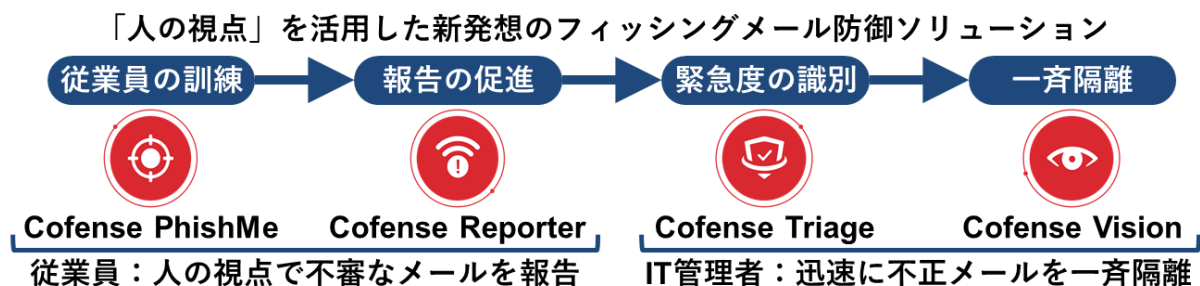 「人の視点」を活用した新発想のフィッシングメール防御ソリューション
従業員の訓練 報告の促進 緊急度の識別 一斉隔離
Cofense PhishMe Cofense Reporter Cofense Triage Cofense Vision
従業員：人の視点で不審なメールを報告 IT管理者：迅速に不正メールを一斉隔離